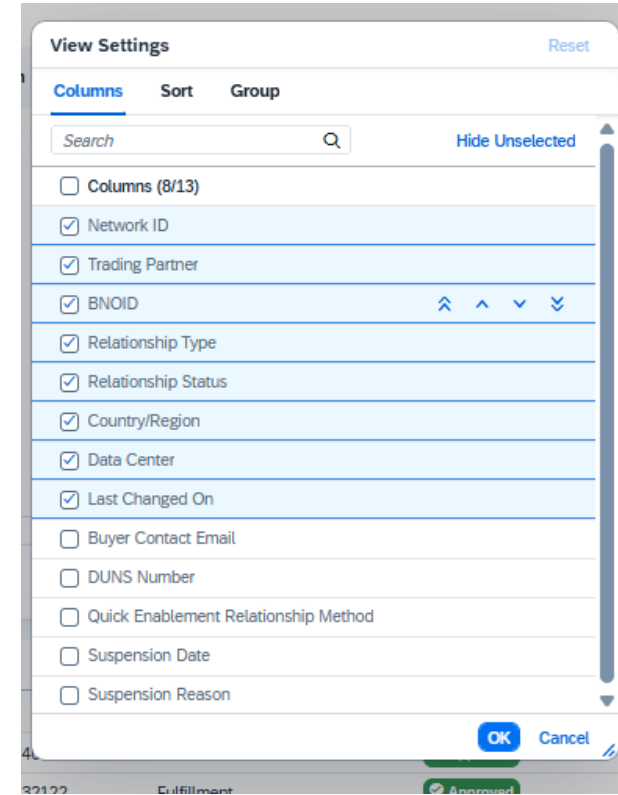 View Settings Reset
Columns Sort Group
Search Hide Unselected
Columns (8/13)
Network ID
Trading Partner
BNOID
Relationship Type
Relationship Status
Country/Region
Data Center
Last Changed On
Buyer Contact Email
DUNS Number
Quick Enablement Relationship Method
Suspension Date
Suspension Reason
OK Cancel
32122 Fulfillment Approved